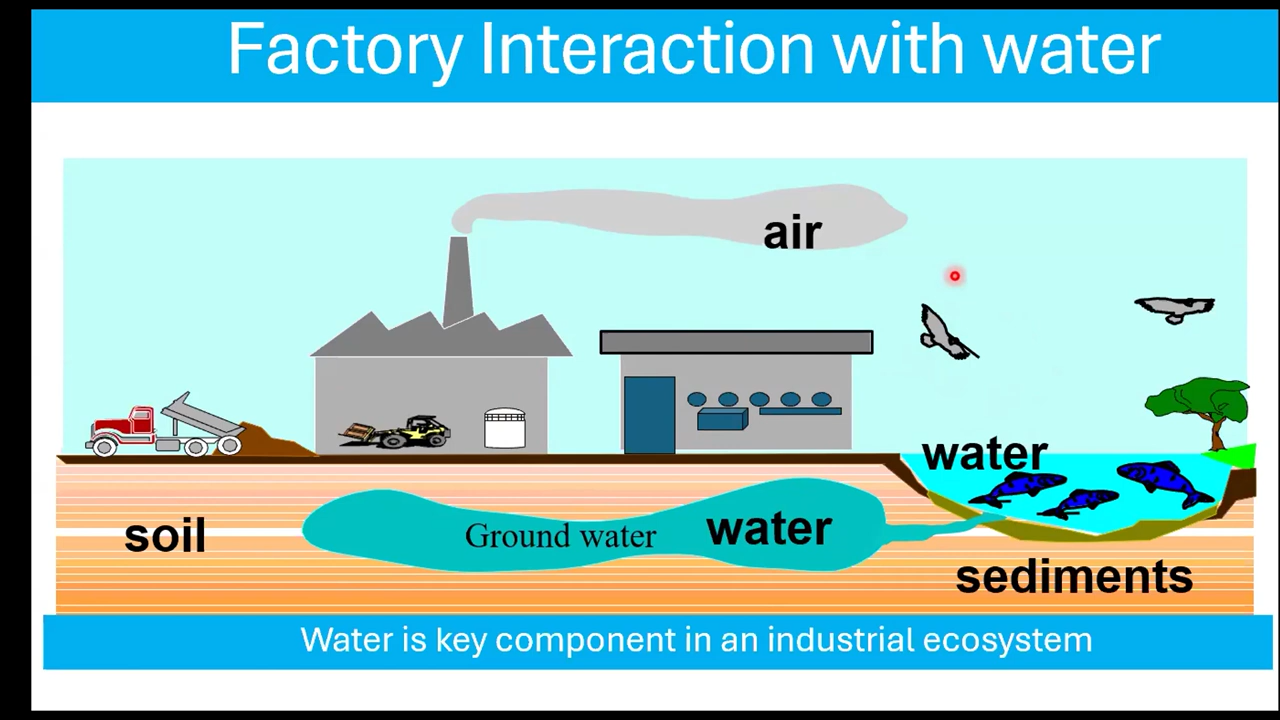 Factory Interaction with water
air
water
soil
Ground water
water
sediments
Water is key component in an industrial ecosystem